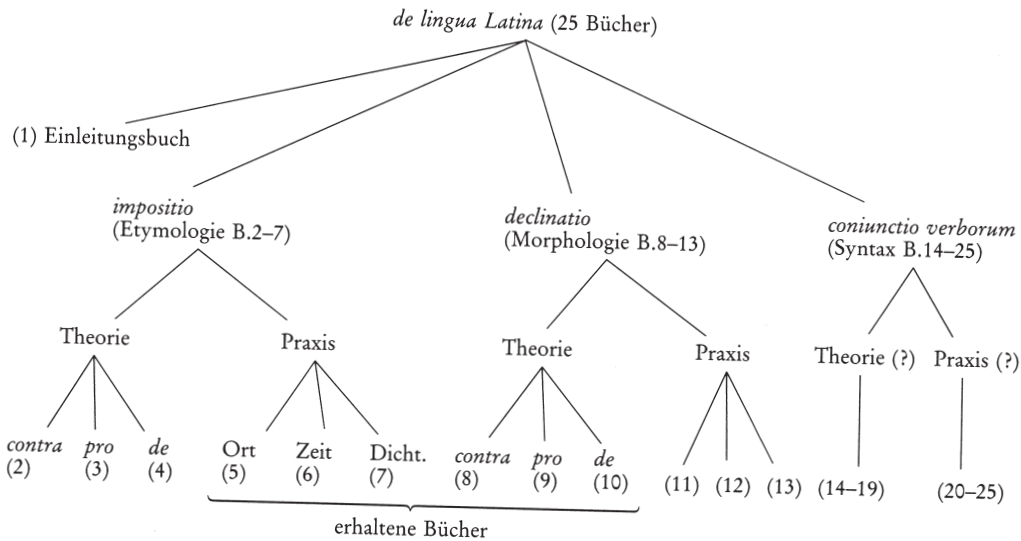 de lingua Latina (25 Bücher)
(1) Einleitungsbuch
impositio
(Etymologie B.2–7)
declinatio
(Morphologie B.8–13)
coniunctio verborum
(Syntax B.14–25)
Theorie
Praxis
Theorie
Praxis
Theorie (?)
Praxis (?)
contra
(2)
pro
(3)
de
(4)
Ort
(5)
Zeit
(6)
Dicht.
(7)
contra
(8)
pro
(9)
de
(10)
(11)
(12)
(13)
(14–19)
(20–25)
erhaltene Bücher